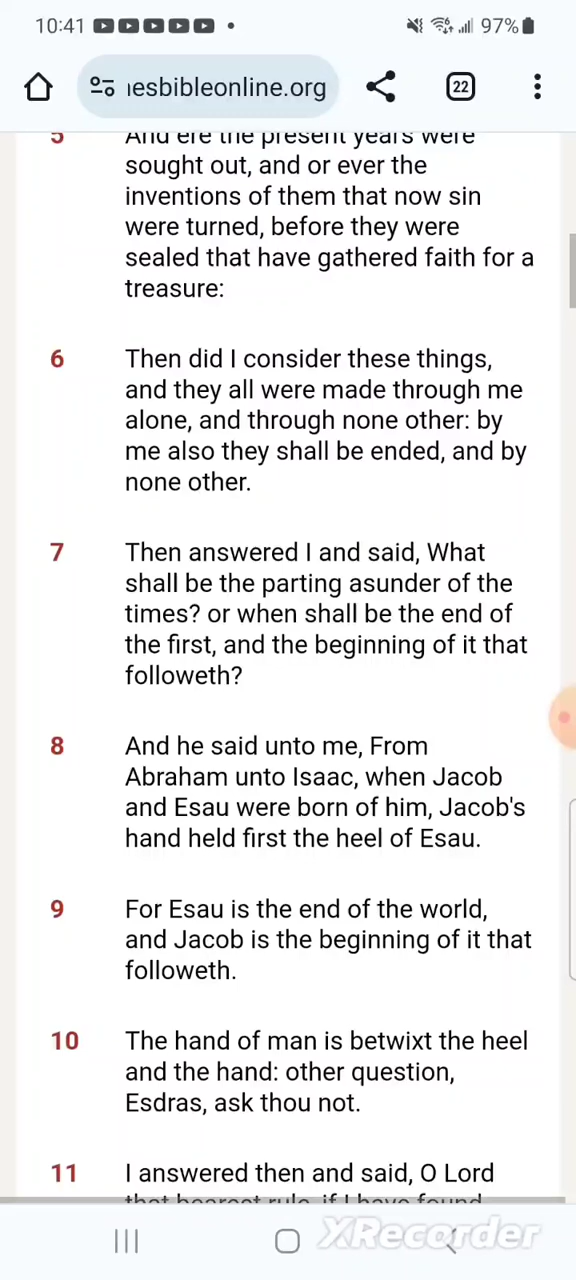 10:41 97%
iesbibleonline.org 22
5 And ere the present years were
sought out, and or ever the
inventions of them that now sin
were turned, before they were
sealed that have gathered faith for a
treasure:
6 Then did I consider these things,
and they all were made through me
alone, and through none other: by
me also they shall be ended, and by
none other.
7 Then answered I and said, What
shall be the parting asunder of the
times? or when shall be the end of
the first, and the beginning of it that
followeth?
8 And he said unto me, From
Abraham unto Isaac, when Jacob
and Esau were born of him, Jacob's
hand held first the heel of Esau.
9 For Esau is the end of the world,
and Jacob is the beginning of it that
followeth.
10 The hand of man is betwixt the heel
and the hand: other question,
Esdras, ask thou not.
11 I answered then and said, O Lord
that bearest rule, if I have found
XRecorder